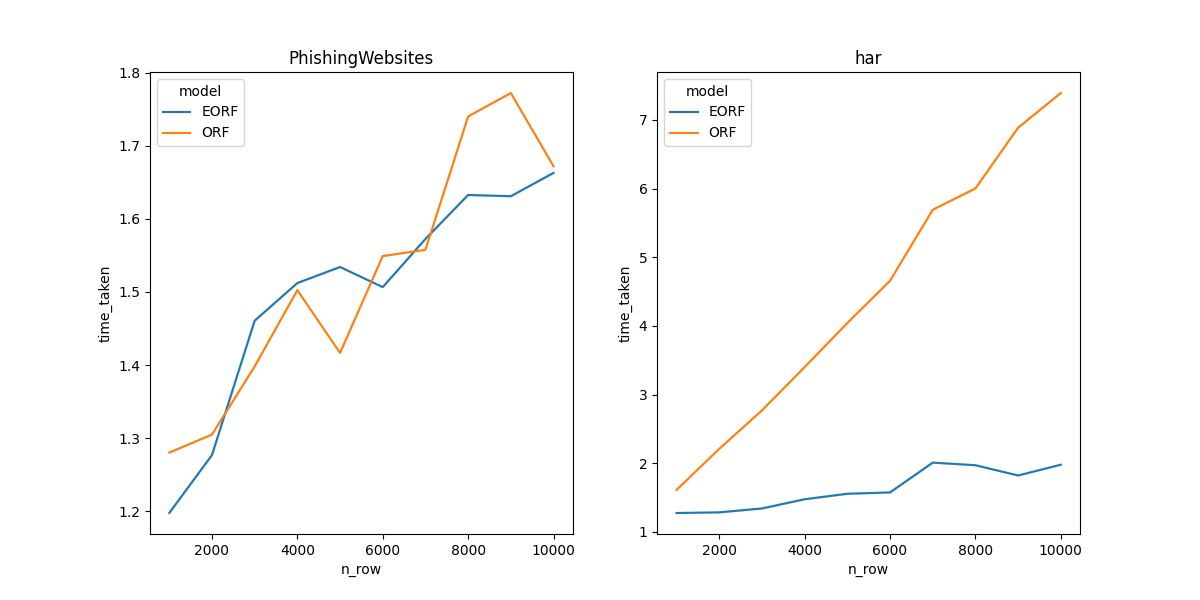 PhishingWebsites
model
EORF
ORF
time_taken
1.8
1.7
1.6
1.5
1.4
1.3
1.2
2000 4000 6000 8000 10000
n_row
har
model
EORF
ORF
time_taken
7
6
5
4
3
2
1
2000 4000 6000 8000 10000
n_row